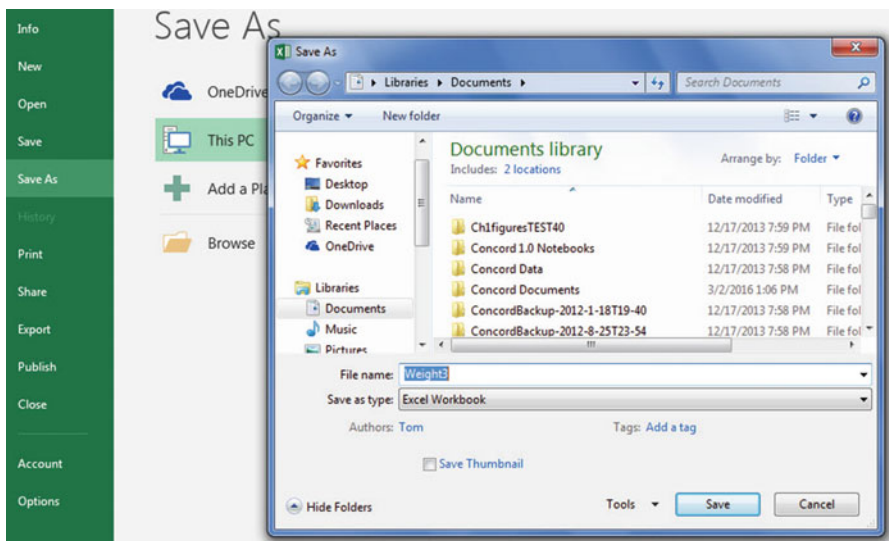 Info
New
Open
Save
Save As
History
Print
Share
Export
Publish
Close
Account
Options
Save As
OneDrive
This PC
Add a Pla
Browse
Save As
Libraries Documents
Search Documents
Organize New folder
Favorites
Desktop
Downloads
Recent Places
OneDrive
Libraries
Documents
Music
Pictures
Documents library
Includes: 2 locations
Arrange by: Folder
Name Date modified Type
Ch1figuresTEST40 12/17/2013 7:59 PM File fol
Concord 1.0 Notebooks 12/17/2013 7:59 PM File fol
Concord Data 12/17/2013 7:58 PM File fol
Concord Documents 3/2/2016 1:06 PM File fol
ConcordBackup-2012-1-18T19-40 12/17/2013 7:58 PM File fol
ConcordBackup-2012-8-25T23-54 12/17/2013 7:58 PM File fol
File name: Weight3
Save as type: Excel Workbook
Authors: Tom Tags: Add a tag
Save Thumbnail
Hide Folders Tools Save Cancel